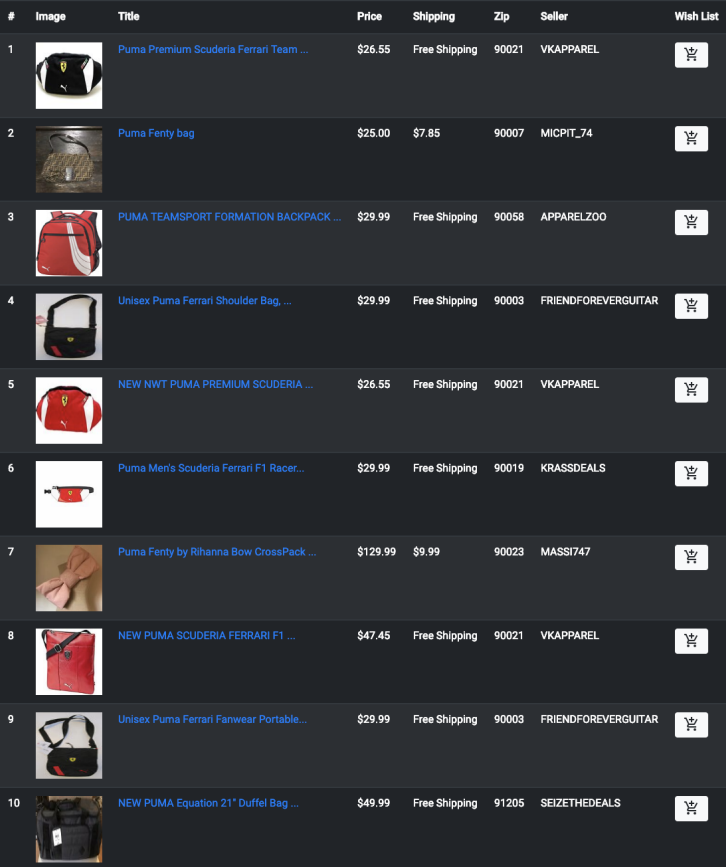 # Image Title Price Shipping Zip Seller Wish List
1 Puma Premium Scuderia Ferrari Team ... $26.55 Free Shipping 90021 VKAPPAREL
2 Puma Fenty bag $25.00 $7.85 90007 MICPIT_74
3 PUMA TEAMSPORT FORMATION BACKPACK ... $29.99 Free Shipping 90058 APPARELZOO
4 Unisex Puma Ferrari Shoulder Bag, ... $29.99 Free Shipping 90003 FRIENDFOREVERGUITAR
5 NEW NWT PUMA PREMIUM SCUDERIA ... $26.55 Free Shipping 90021 VKAPPAREL
6 Puma Men's Scuderia Ferrari F1 Racer... $29.99 Free Shipping 90019 KRASSDEALS
7 Puma Fenty by Rihanna Bow CrossPack ... $129.99 $9.99 90023 MASSI747
8 NEW PUMA SCUDERIA FERRARI F1 ... $47.45 Free Shipping 90021 VKAPPAREL
9 Unisex Puma Ferrari Fanwear Portable... $29.99 Free Shipping 90003 FRIENDFOREVERGUITAR
10 NEW PUMA Equation 21" Duffel Bag ... $49.99 Free Shipping 91205 SEIZETHEDEALS